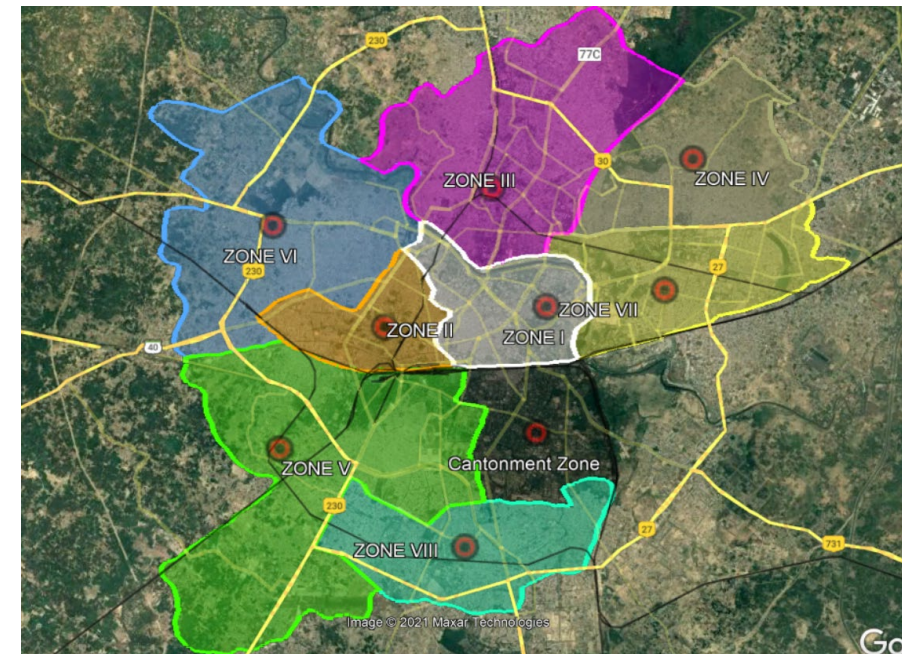 230
77C
ZONE III
30
ZONE IV
ZONE VI
230
27
ZONE VII
ZONE II
ZONE I
40
ZONE V
Cantonment Zone
230
27
731
ZONE VIII
Image © 2021 Maxar Technologies
Go